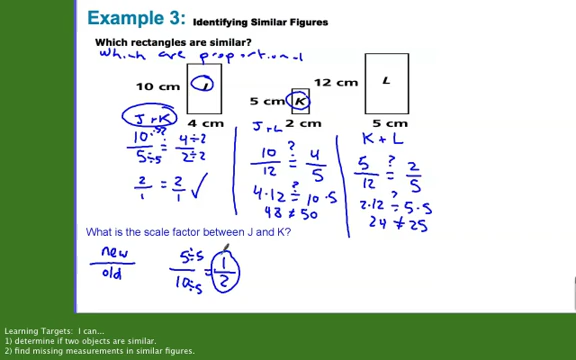 Example 3: Identifying Similar Figures
Which rectangles are similar?
which are proportional
10 cm J
4 cm
5 cm K
2 cm
12 cm L
5 cm
J + K
10 ÷5 / 5 ÷5 ?= 4 ÷2 / 2 ÷2
2/1 = 2/1 ✓
J + L
10/12 ?= 4/5
4·12 ?= 10·5
48 ≠ 50
K + L
5/12 ?= 2/5
2·12 ?= 5·5
24 ≠ 25
What is the scale factor between J and K?
new / old
5÷5 / 10÷5 = 1/2
Learning Targets: I can...
1) determine if two objects are similar.
2) find missing measurements in similar figures.